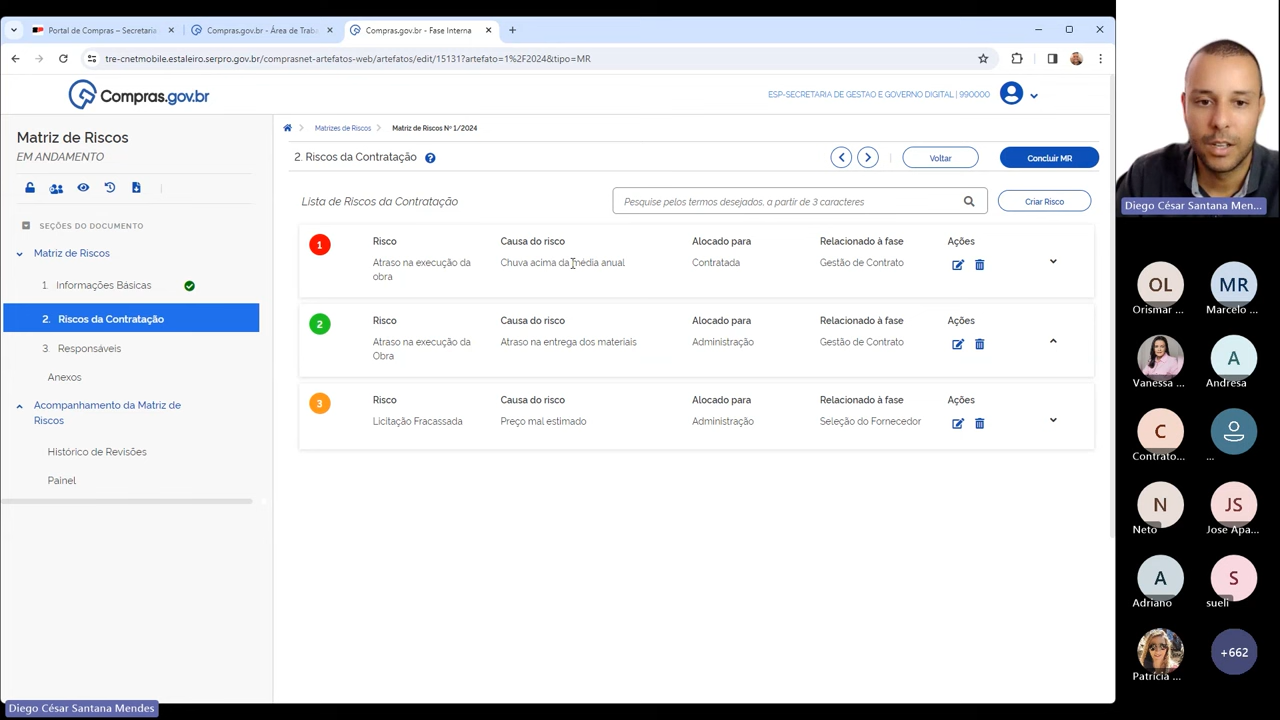 Portal de Compras – Secretaria
Compras.gov.br - Área de Trab
Compras.gov.br - Fase Interna
tre-cnetmobile.estaleiro.serpro.gov.br/comprasnet-artefatos-web/artefatos/edit/15131?artefato=1%2F2024&tipo=MR
Compras.gov.br
ESP-SECRETARIA DE GESTAO E GOVERNO DIGITAL | 990000
Matriz de Riscos
EM ANDAMENTO
SEÇÕES DO DOCUMENTO
Matriz de Riscos
1. Informações Básicas
2. Riscos da Contratação
3. Responsáveis
Anexos
Acompanhamento da Matriz de
Riscos
Histórico de Revisões
Painel
Matrizes de Riscos
Matriz de Riscos Nº 1/2024
2. Riscos da Contratação
Voltar
Concluir MR
Lista de Riscos da Contratação
Pesquise pelos termos desejados, a partir de 3 caracteres
Criar Risco
1
Risco Causa do risco Alocado para Relacionado à fase Ações
Atraso na execução da Chuva acima da média anual Contratada Gestão de Contrato
obra
2
Risco Causa do risco Alocado para Relacionado à fase Ações
Atraso na execução da Atraso na entrega dos materiais Administração Gestão de Contrato
Obra
3
Risco Causa do risco Alocado para Relacionado à fase Ações
Licitação Fracassada Preço mal estimado Administração Seleção do Fornecedor
Diego César Santana Men...
OL MR
Orismar ... Marcelo ...
A
Vanessa ... Andresa
C
Contrato... ...
N JS
Neto Jose Apa...
A S
Adriano sueli
+662
Patrícia ...
Diego César Santana Mendes